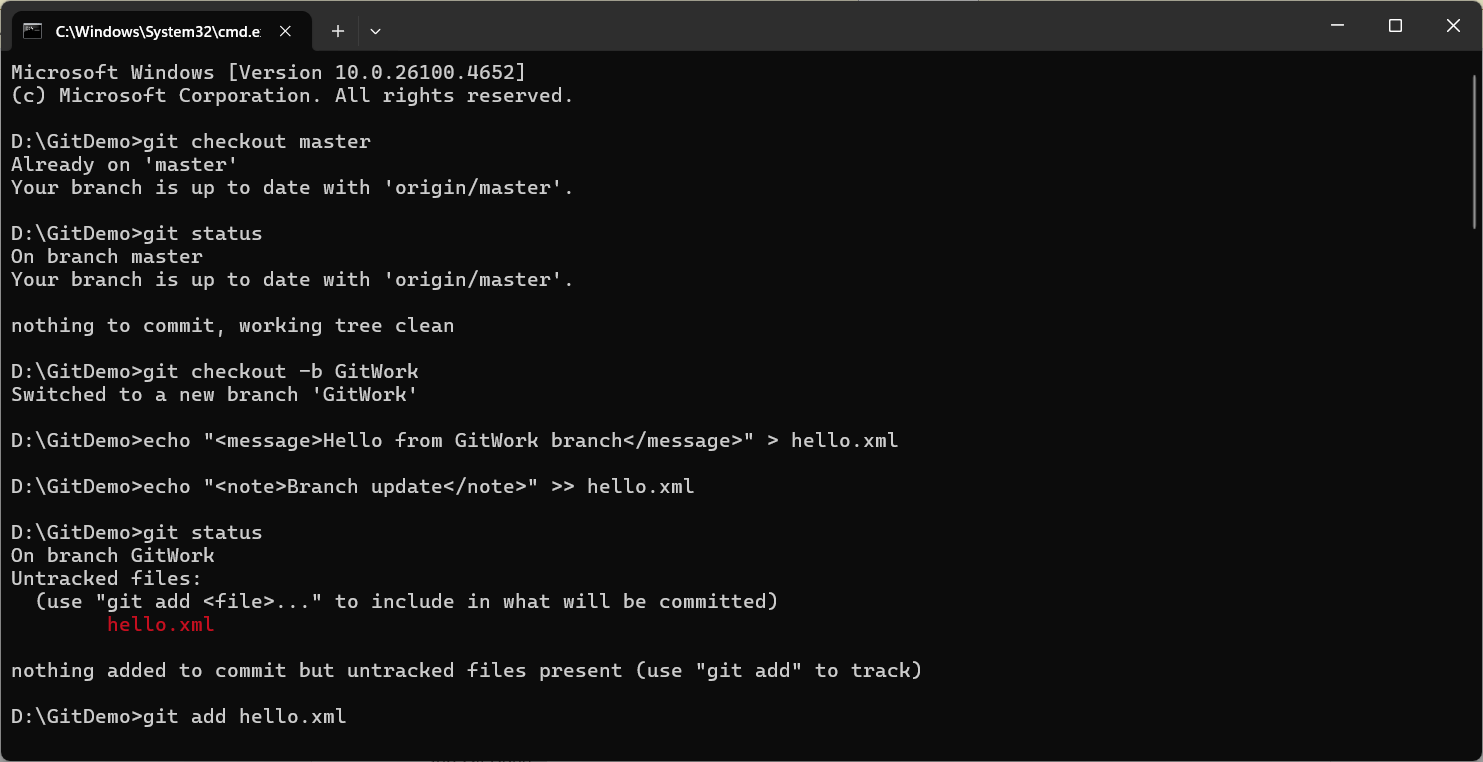 C:\Windows\System32\cmd.e
Microsoft Windows [Version 10.0.26100.4652]
(c) Microsoft Corporation. All rights reserved.
D:\GitDemo>git checkout master
Already on 'master'
Your branch is up to date with 'origin/master'.
D:\GitDemo>git status
On branch master
Your branch is up to date with 'origin/master'.
nothing to commit, working tree clean
D:\GitDemo>git checkout -b GitWork
Switched to a new branch 'GitWork'
D:\GitDemo>echo "<message>Hello from GitWork branch</message>" > hello.xml
D:\GitDemo>echo "<note>Branch update</note>" >> hello.xml
D:\GitDemo>git status
On branch GitWork
Untracked files:
  (use "git add <file>..." to include in what will be committed)
        hello.xml
nothing added to commit but untracked files present (use "git add" to track)
D:\GitDemo>git add hello.xml